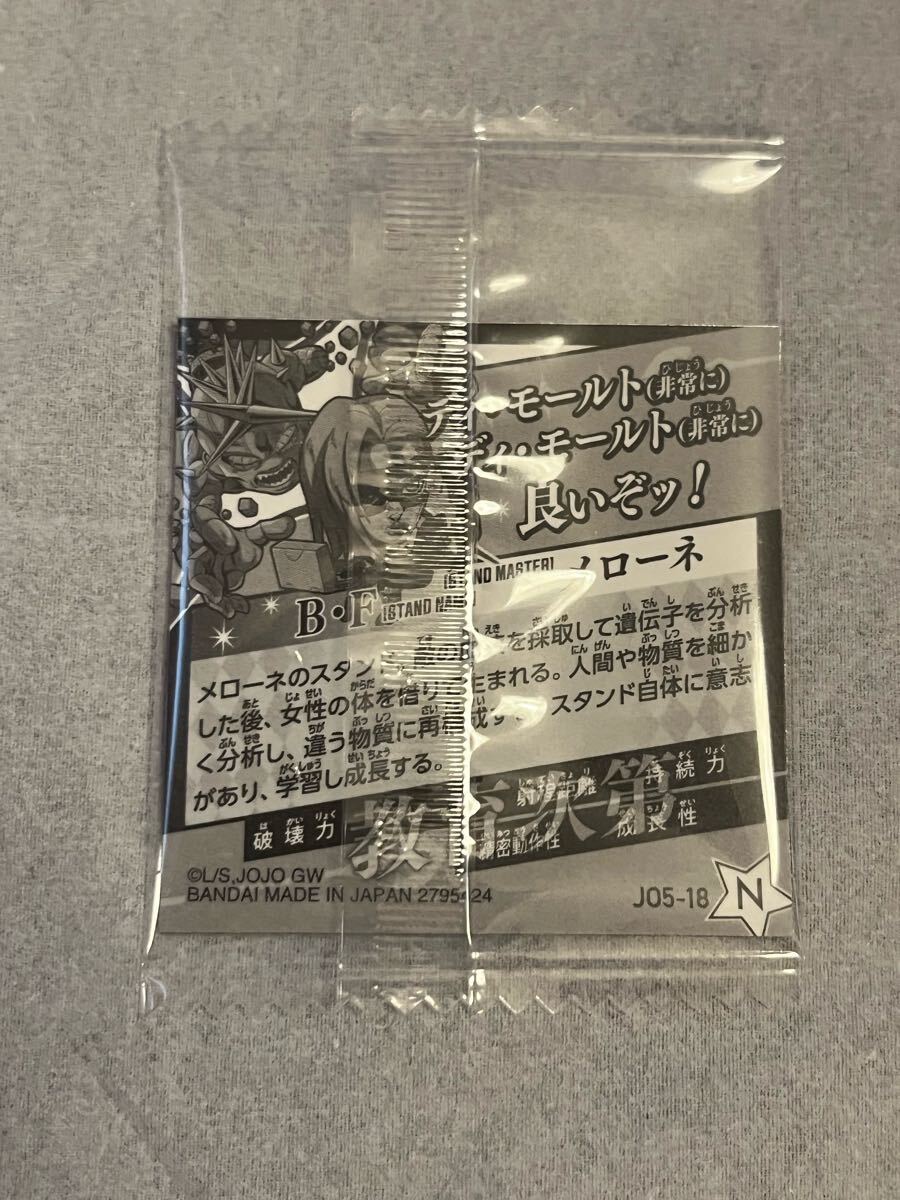 ディ・モールト(非常に)
ディ・モールト(非常に)
良いぞッ!
[STAND MASTER] メローネ
B・F [STAND NA
メローネのスタンド を採取して遺伝子を分析
した後、女性の体を借り 生まれる。人間や物質を細か
く分析し、違う物質に再 成す スタンド自体に意志
があり、学習し成長する。
教育次第
破壊力 射程距離 持続力
精密動作性 成長性
©L/S,JOJO GW
BANDAI MADE IN JAPAN 2795424
JO5-18 N